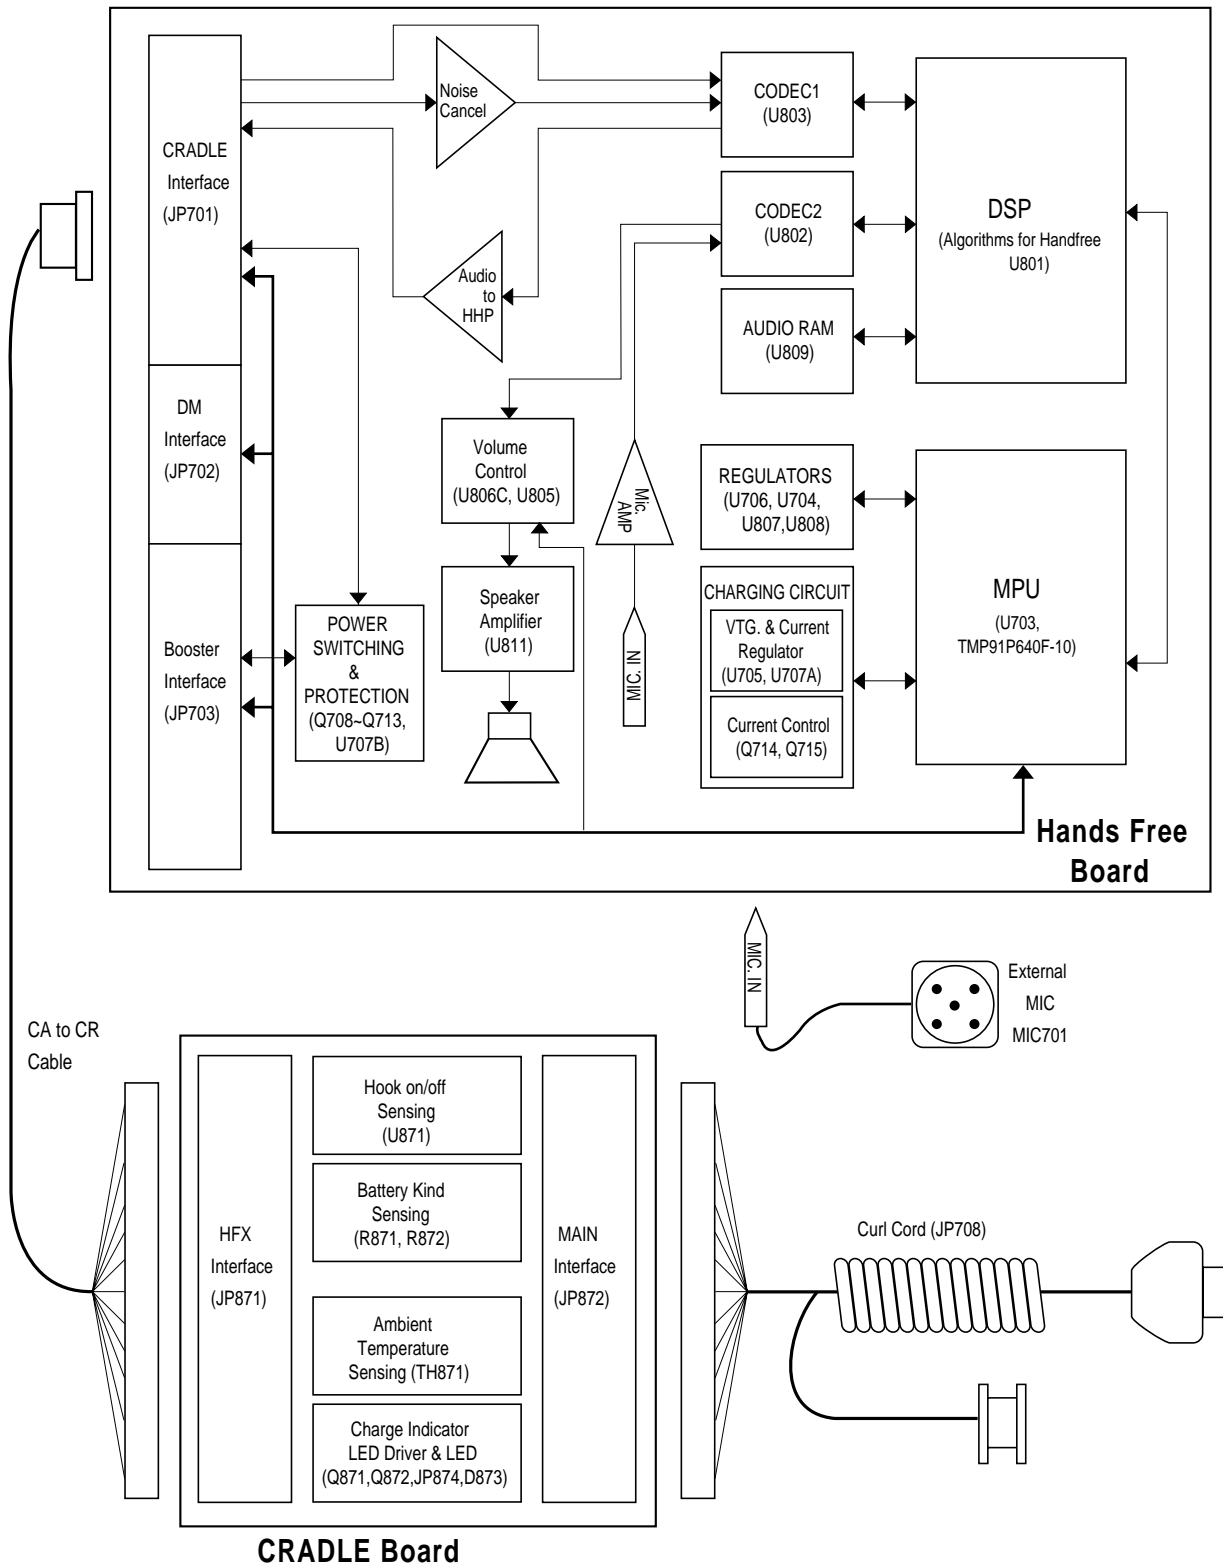 CRADLE
Interface
(JP701)
DM
Interface
(JP702)
Booster
Interface
(JP703)
Noise
Cancel
Audio
to
HHP
CODEC1
(U803)
CODEC2
(U802)
AUDIO RAM
(U809)
DSP
(Algorithms for Handfree
U801)
Volume
Control
(U806C, U805)
Speaker
Amplifier
(U811)
POWER
SWITCHING
&
PROTECTION
(Q708~Q713,
U707B)
Mic.
AMP
MIC. IN
REGULATORS
(U706, U704,
U807,U808)
CHARGING CIRCUIT
VTG. & Current
Regulator
(U705, U707A)
Current Control
(Q714, Q715)
MPU
(U703,
TMP91P640F-10)
Hands Free
Board
MIC. IN
External
MIC
MIC701
CA to CR
Cable
HFX
Interface
(JP871)
Hook on/off
Sensing
(U871)
Battery Kind
Sensing
(R871, R872)
Ambient
Temperature
Sensing (TH871)
Charge Indicator
LED Driver & LED
(Q871,Q872,JP874,D873)
MAIN
Interface
(JP872)
Curl Cord (JP708)
CRADLE Board